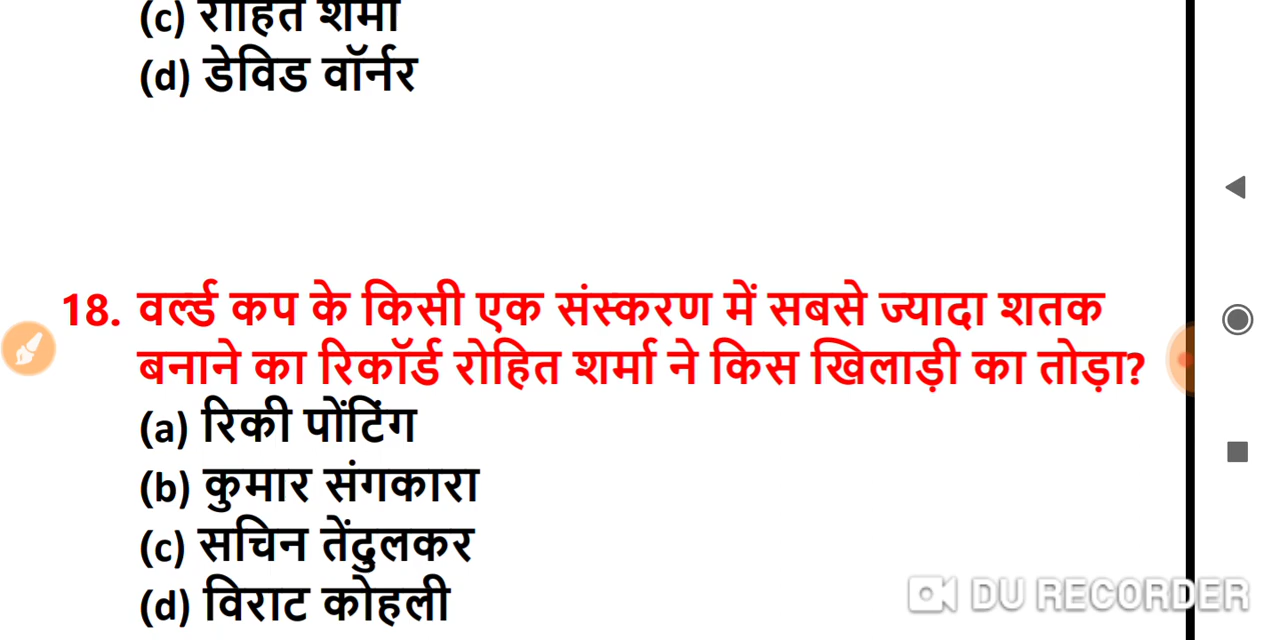 (c) रोहित शर्मा
(d) डेविड वॉर्नर
18. वर्ल्ड कप के किसी एक संस्करण में सबसे ज्यादा शतक
बनाने का रिकॉर्ड रोहित शर्मा ने किस खिलाड़ी का तोड़ा?
(a) रिकी पोंटिंग
(b) कुमार संगकारा
(c) सचिन तेंदुलकर
(d) विराट कोहली
DU RECORDER